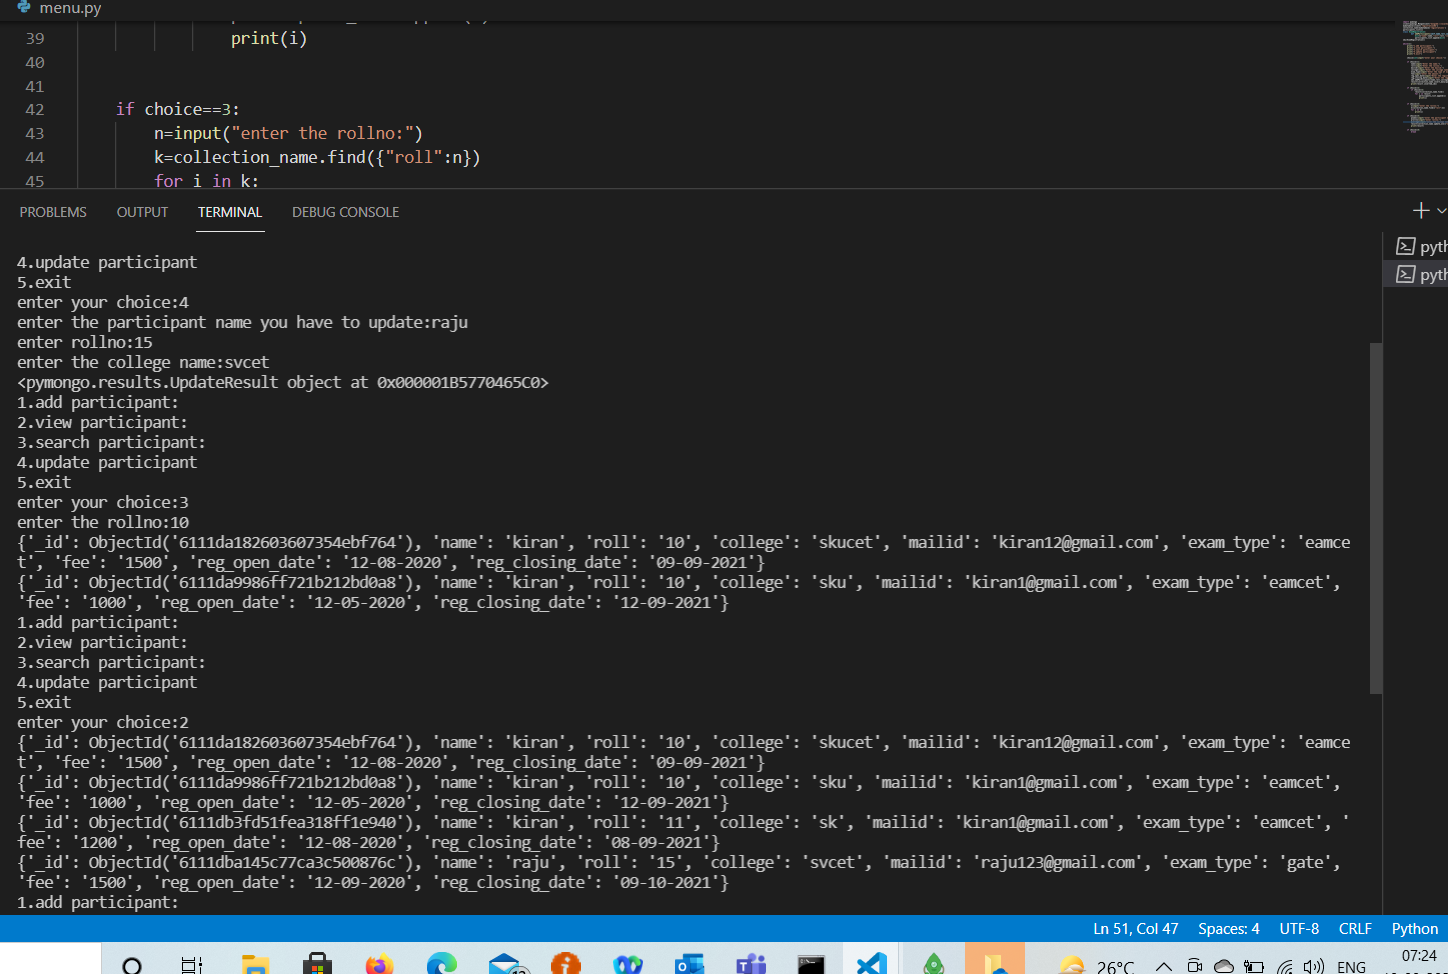 menu.py
39 print(i)
40
41
42 if choice==3:
43 n=input("enter the rollno:")
44 k=collection_name.find({"roll":n})
45 for i in k:
PROBLEMS OUTPUT TERMINAL DEBUG CONSOLE
4.update participant
5.exit
enter your choice:4
enter the participant name you have to update:raju
enter rollno:15
enter the college name:svcet
<pymongo.results.UpdateResult object at 0x000001B5770465C0>
1.add participant:
2.view participant:
3.search participant:
4.update participant
5.exit
enter your choice:3
enter the rollno:10
{'_id': ObjectId('6111da182603607354ebf764'), 'name': 'kiran', 'roll': '10', 'college': 'skucet', 'mailid': 'kiran12@gmail.com', 'exam_type': 'eamce
t', 'fee': '1500', 'reg_open_date': '12-08-2020', 'reg_closing_date': '09-09-2021'}
{'_id': ObjectId('6111da9986ff721b212bd0a8'), 'name': 'kiran', 'roll': '10', 'college': 'sku', 'mailid': 'kiran1@gmail.com', 'exam_type': 'eamcet',
'fee': '1000', 'reg_open_date': '12-05-2020', 'reg_closing_date': '12-09-2021'}
1.add participant:
2.view participant:
3.search participant:
4.update participant
5.exit
enter your choice:2
{'_id': ObjectId('6111da182603607354ebf764'), 'name': 'kiran', 'roll': '10', 'college': 'skucet', 'mailid': 'kiran12@gmail.com', 'exam_type': 'eamce
t', 'fee': '1500', 'reg_open_date': '12-08-2020', 'reg_closing_date': '09-09-2021'}
{'_id': ObjectId('6111da9986ff721b212bd0a8'), 'name': 'kiran', 'roll': '10', 'college': 'sku', 'mailid': 'kiran1@gmail.com', 'exam_type': 'eamcet',
'fee': '1000', 'reg_open_date': '12-05-2020', 'reg_closing_date': '12-09-2021'}
{'_id': ObjectId('6111db3fd51fea318ff1e940'), 'name': 'kiran', 'roll': '11', 'college': 'sk', 'mailid': 'kiran1@gmail.com', 'exam_type': 'eamcet', '
fee': '1200', 'reg_open_date': '12-08-2020', 'reg_closing_date': '08-09-2021'}
{'_id': ObjectId('6111dba145c77ca3c500876c'), 'name': 'raju', 'roll': '15', 'college': 'svcet', 'mailid': 'raju123@gmail.com', 'exam_type': 'gate',
'fee': '1500', 'reg_open_date': '12-09-2020', 'reg_closing_date': '09-10-2021'}
1.add participant:
pyth
pyth
Ln 51, Col 47 Spaces: 4 UTF-8 CRLF Python
26°C ENG 07:24